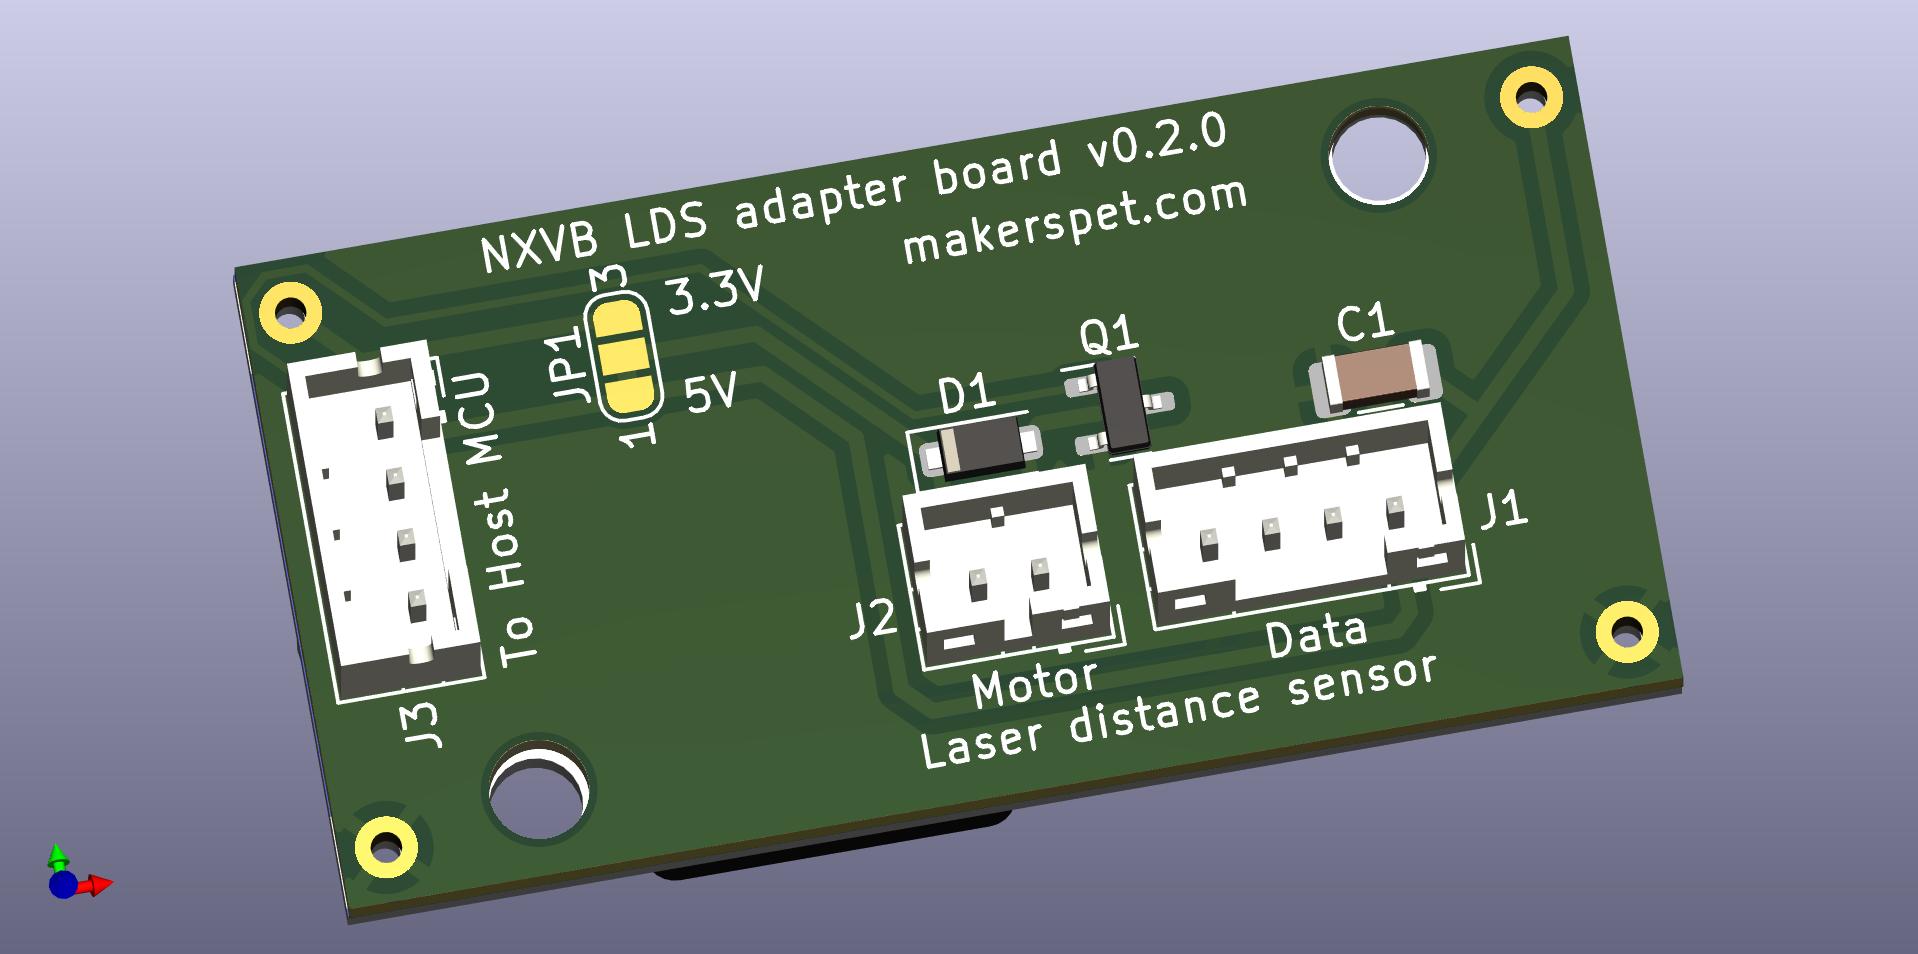 NXVB LDS adapter board v0.2.0
makerspet.com
3
3.3V
JP1
5V
1
Q1
C1
D1
To Host MCU
J3
J2
J1
Motor
Data
Laser distance sensor